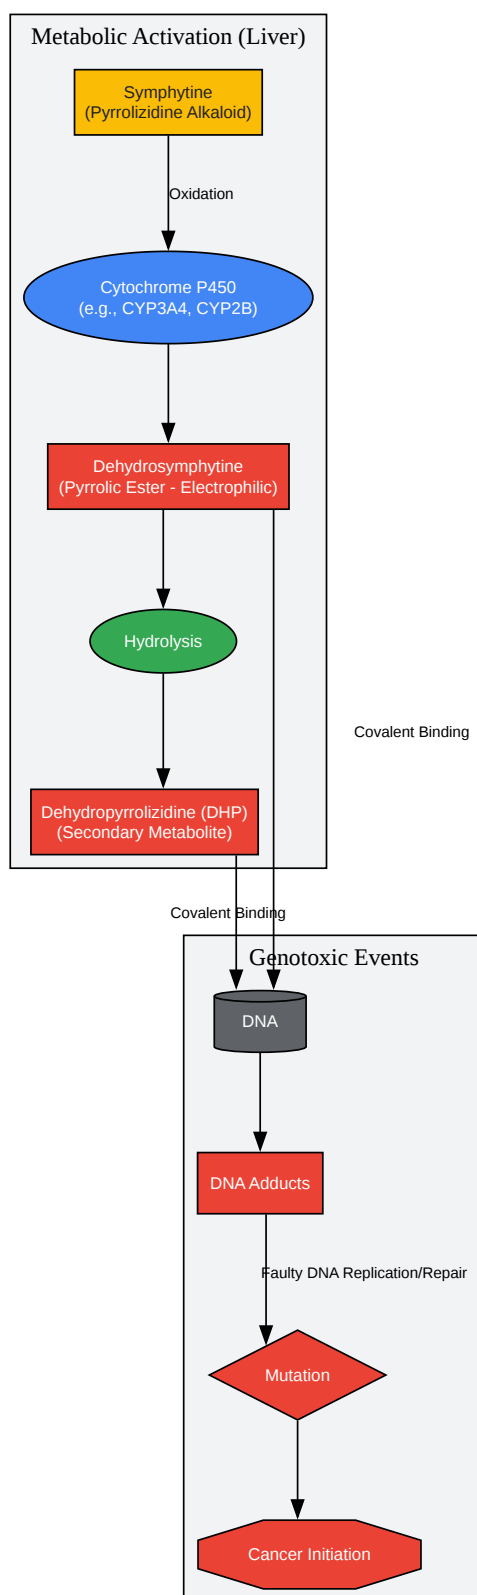 Metabolic Activation (Liver)
Symphytine
(Pyrrolizidine Alkaloid)
Oxidation
Cytochrome P450
(e.g., CYP3A4, CYP2B)
Dehydrosymphytine
(Pyrrolic Ester - Electrophilic)
Hydrolysis
Covalent Binding
Dehydropyrrolizidine (DHP)
(Secondary Metabolite)
Covalent Binding
Genotoxic Events
DNA
DNA Adducts
Faulty DNA Replication/Repair
Mutation
Cancer Initiation